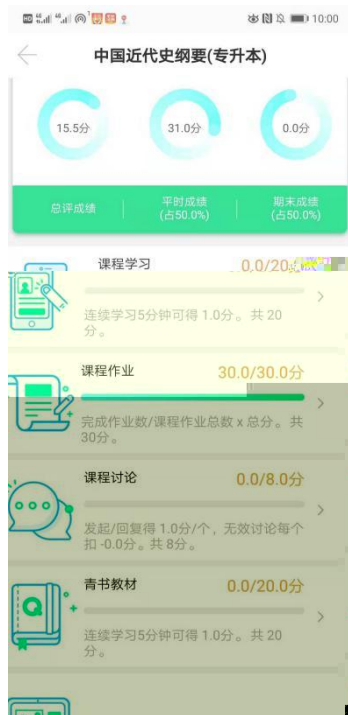 10:00
中国近代史纲要(专升本)
15.5分
31.0分
0.0分
总评成绩
平时成绩
(占50.0%)
期末成绩
(占50.0%)
课程学习
0.0/20.
连续学习5分钟可得 1.0分。共 20
分。
课程作业
30.0/30.0分
完成作业数/课程作业总数 x 总分。 共
30分。
课程讨论
0.0/8.0分
发起/回复得 1.0分/个，无效讨论每个
扣 -0.0分。共 8分。
青书教材
0.0/20.0分
连续学习5分钟可得 1.0分。共 20
分。